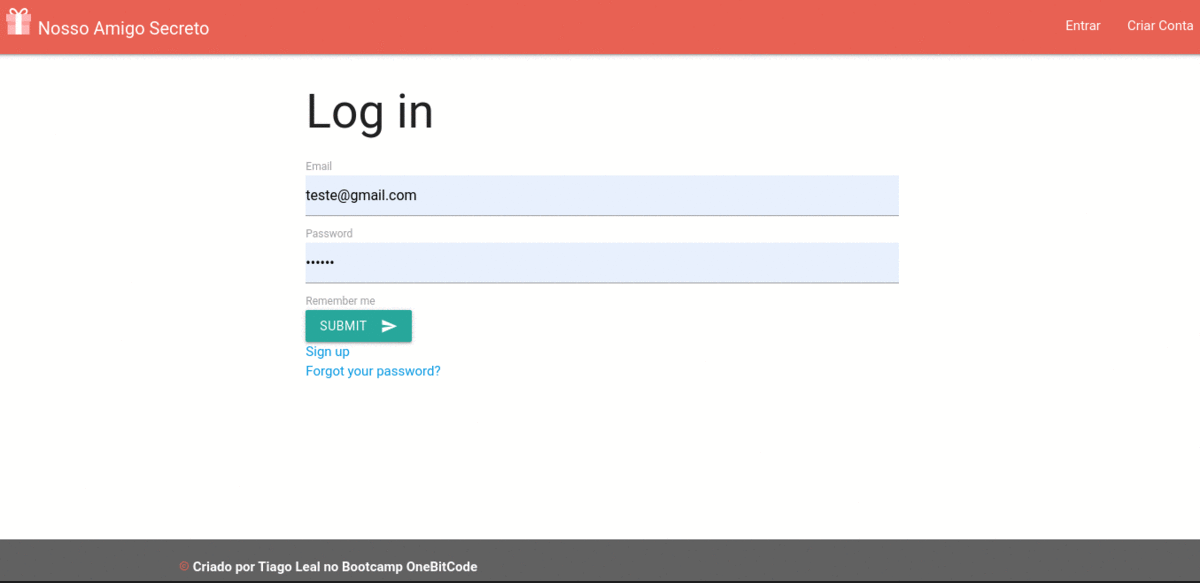 Nosso Amigo Secreto
Entrar
Criar Conta
Log in
Email
teste@gmail.com
Password
••••••
Remember me
SUBMIT
Sign up
Forgot your password?
© Criado por Tiago Leal no Bootcamp OneBitCode